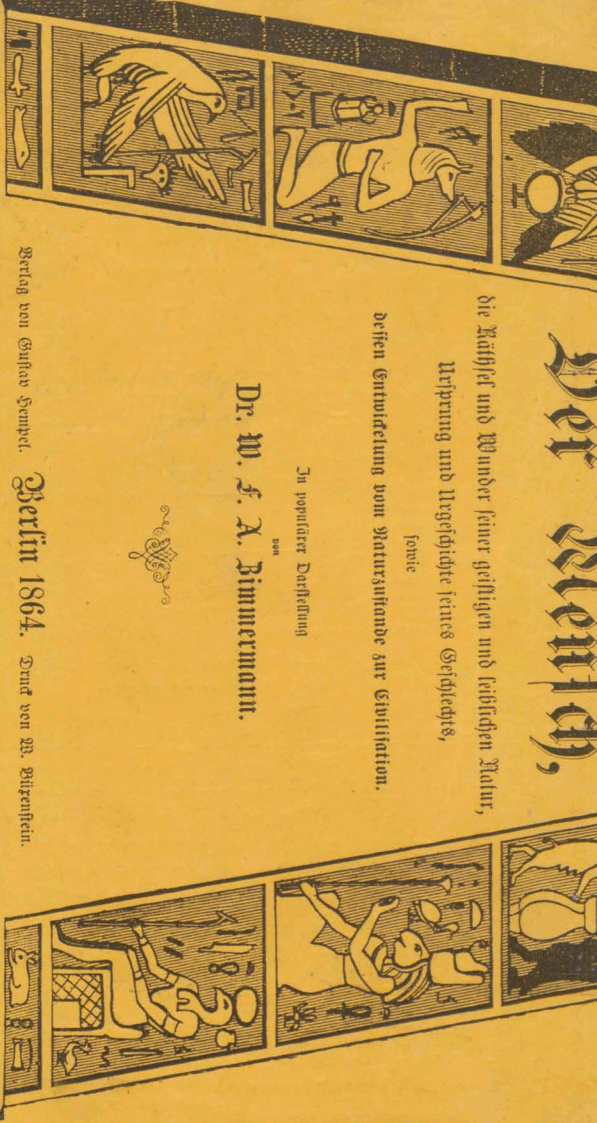 Der Mensch,
die Räthsel und Wunder seiner geistigen und leiblichen Natur,
Ursprung und Urgeschichte seines Geschlechts,
sowie
dessen Entwickelung vom Naturzustande zur Civilisation.
In populärer Darstellung
von
Dr. W. F. A. Zimmermann.
Verlag von Gustav Hempel. Berlin 1864. Druck von W. Büxenstein.